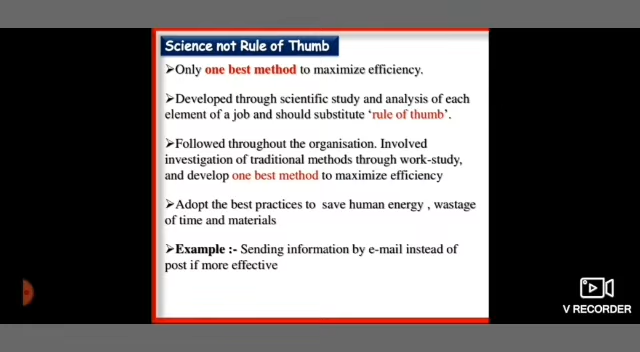 Science not Rule of Thumb
➢Only one best method to maximize efficiency.
➢Developed through scientific study and analysis of each
element of a job and should substitute ‘rule of thumb’.
➢Followed throughout the organisation. Involved
investigation of traditional methods through work-study,
and develop one best method to maximize efficiency
➢Adopt the best practices to save human energy , wastage
of time and materials
➢Example :- Sending information by e-mail instead of
post if more effective
V RECORDER